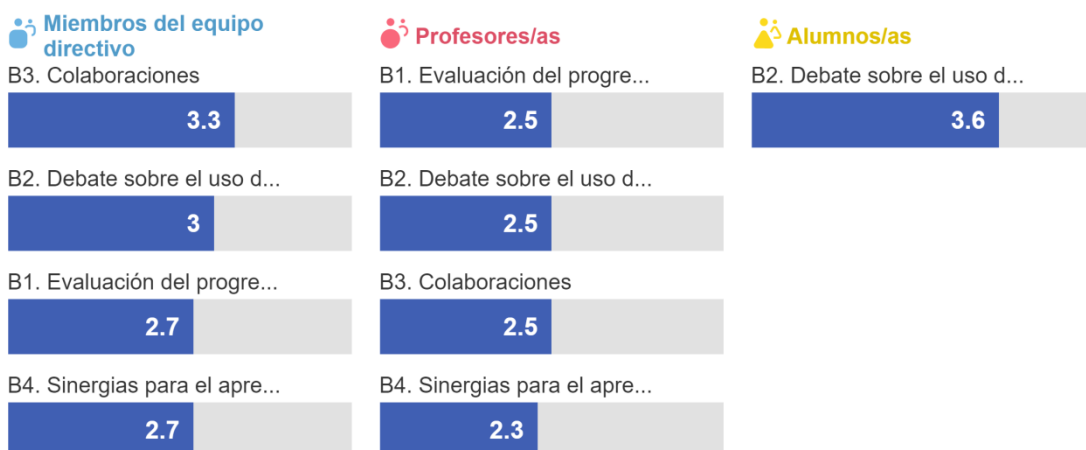 Miembros del equipo
directivo
B3. Colaboraciones
3.3
B2. Debate sobre el uso d...
3
B1. Evaluación del progre...
2.7
B4. Sinergias para el apre...
2.7
Profesores/as
B1. Evaluación del progre...
2.5
B2. Debate sobre el uso d...
2.5
B3. Colaboraciones
2.5
B4. Sinergias para el apre...
2.3
Alumnos/as
B2. Debate sobre el uso d...
3.6